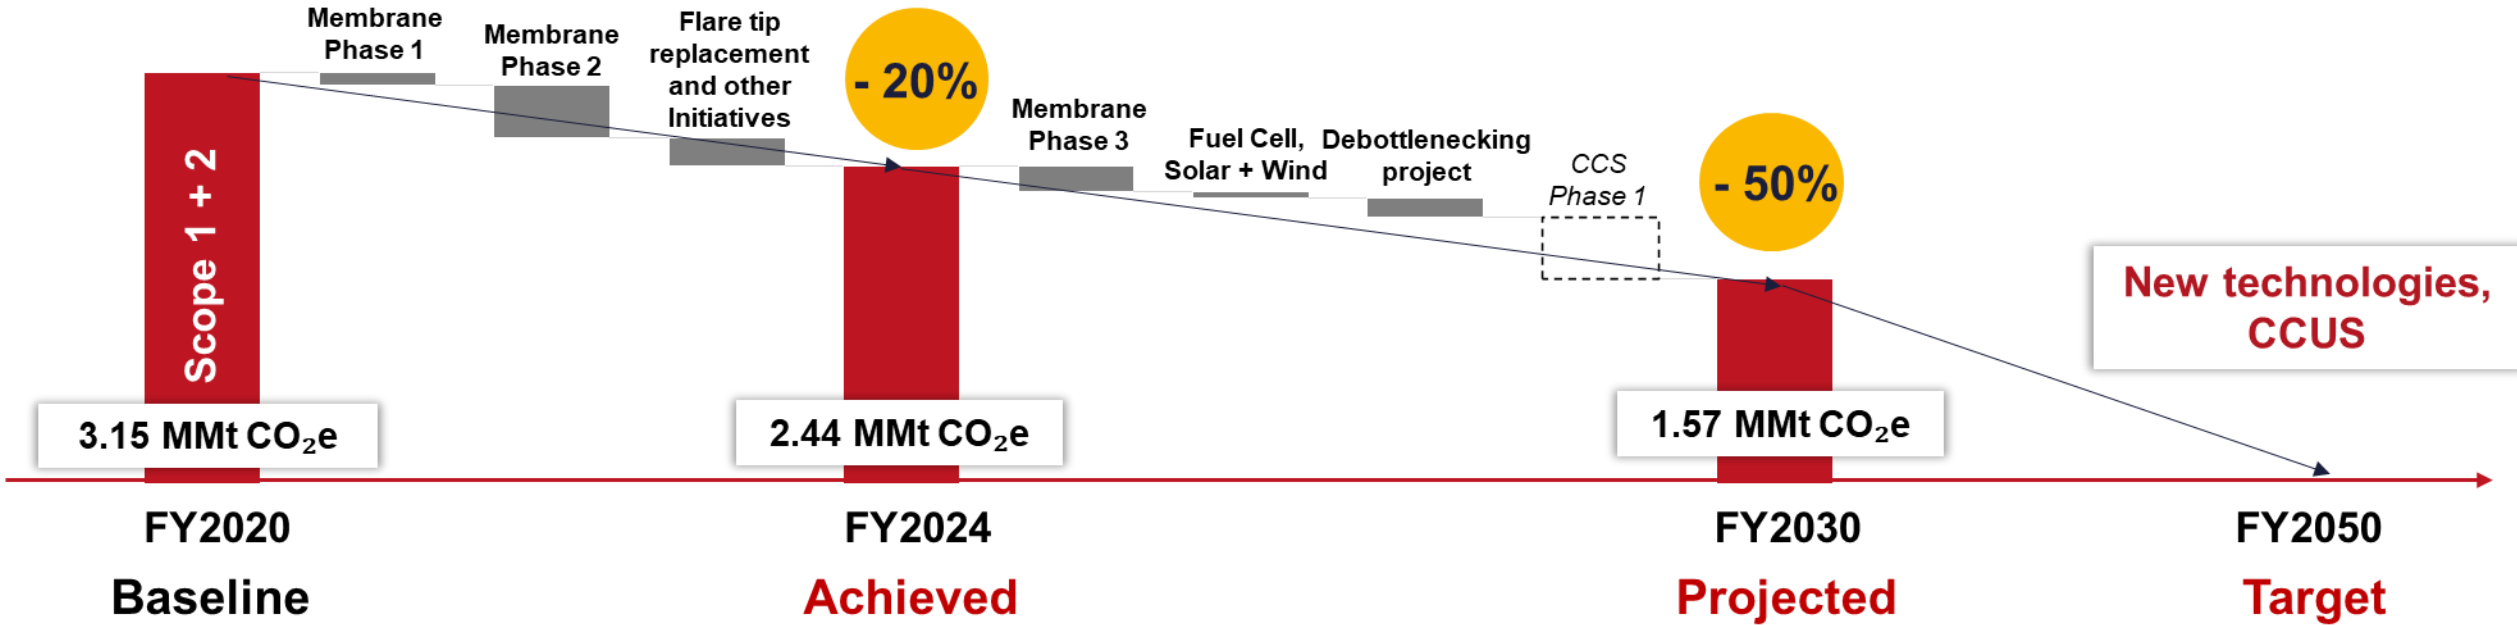 Membrane
Phase 1
Membrane
Phase 2
Flare tip
replacement
and other
Initiatives
- 20%
Membrane
Phase 3
Fuel Cell,
Solar + Wind
Debottlenecking
project
CCS
Phase 1
- 50%
New technologies,
CCUS
Scope 1 + 2
3.15 MMt CO₂e
2.44 MMt CO₂e
1.57 MMt CO₂e
FY2020
FY2024
FY2030
FY2050
Baseline
Achieved
Projected
Target